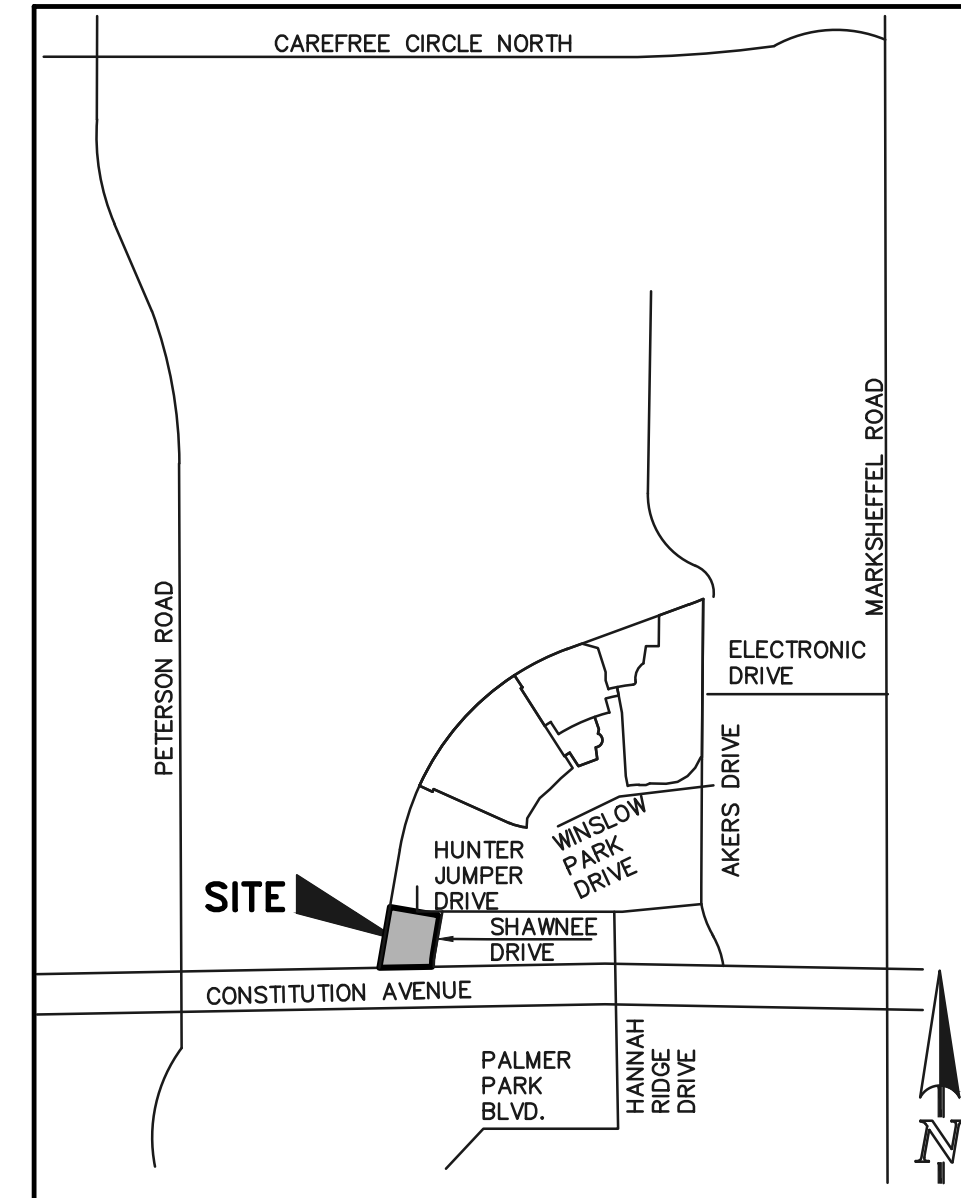 CAREFREE CIRCLE NORTH
MARKSHEFFEL ROAD
PETERSON ROAD
ELECTRONIC
DRIVE
AKERS DRIVE
WINSLOW
PARK
DRIVE
HUNTER
JUMPER
DRIVE
SITE
SHAWNEE
DRIVE
CONSTITUTION AVENUE
PALMER
PARK
BLVD.
HANNAH
RIDGE
DRIVE
N